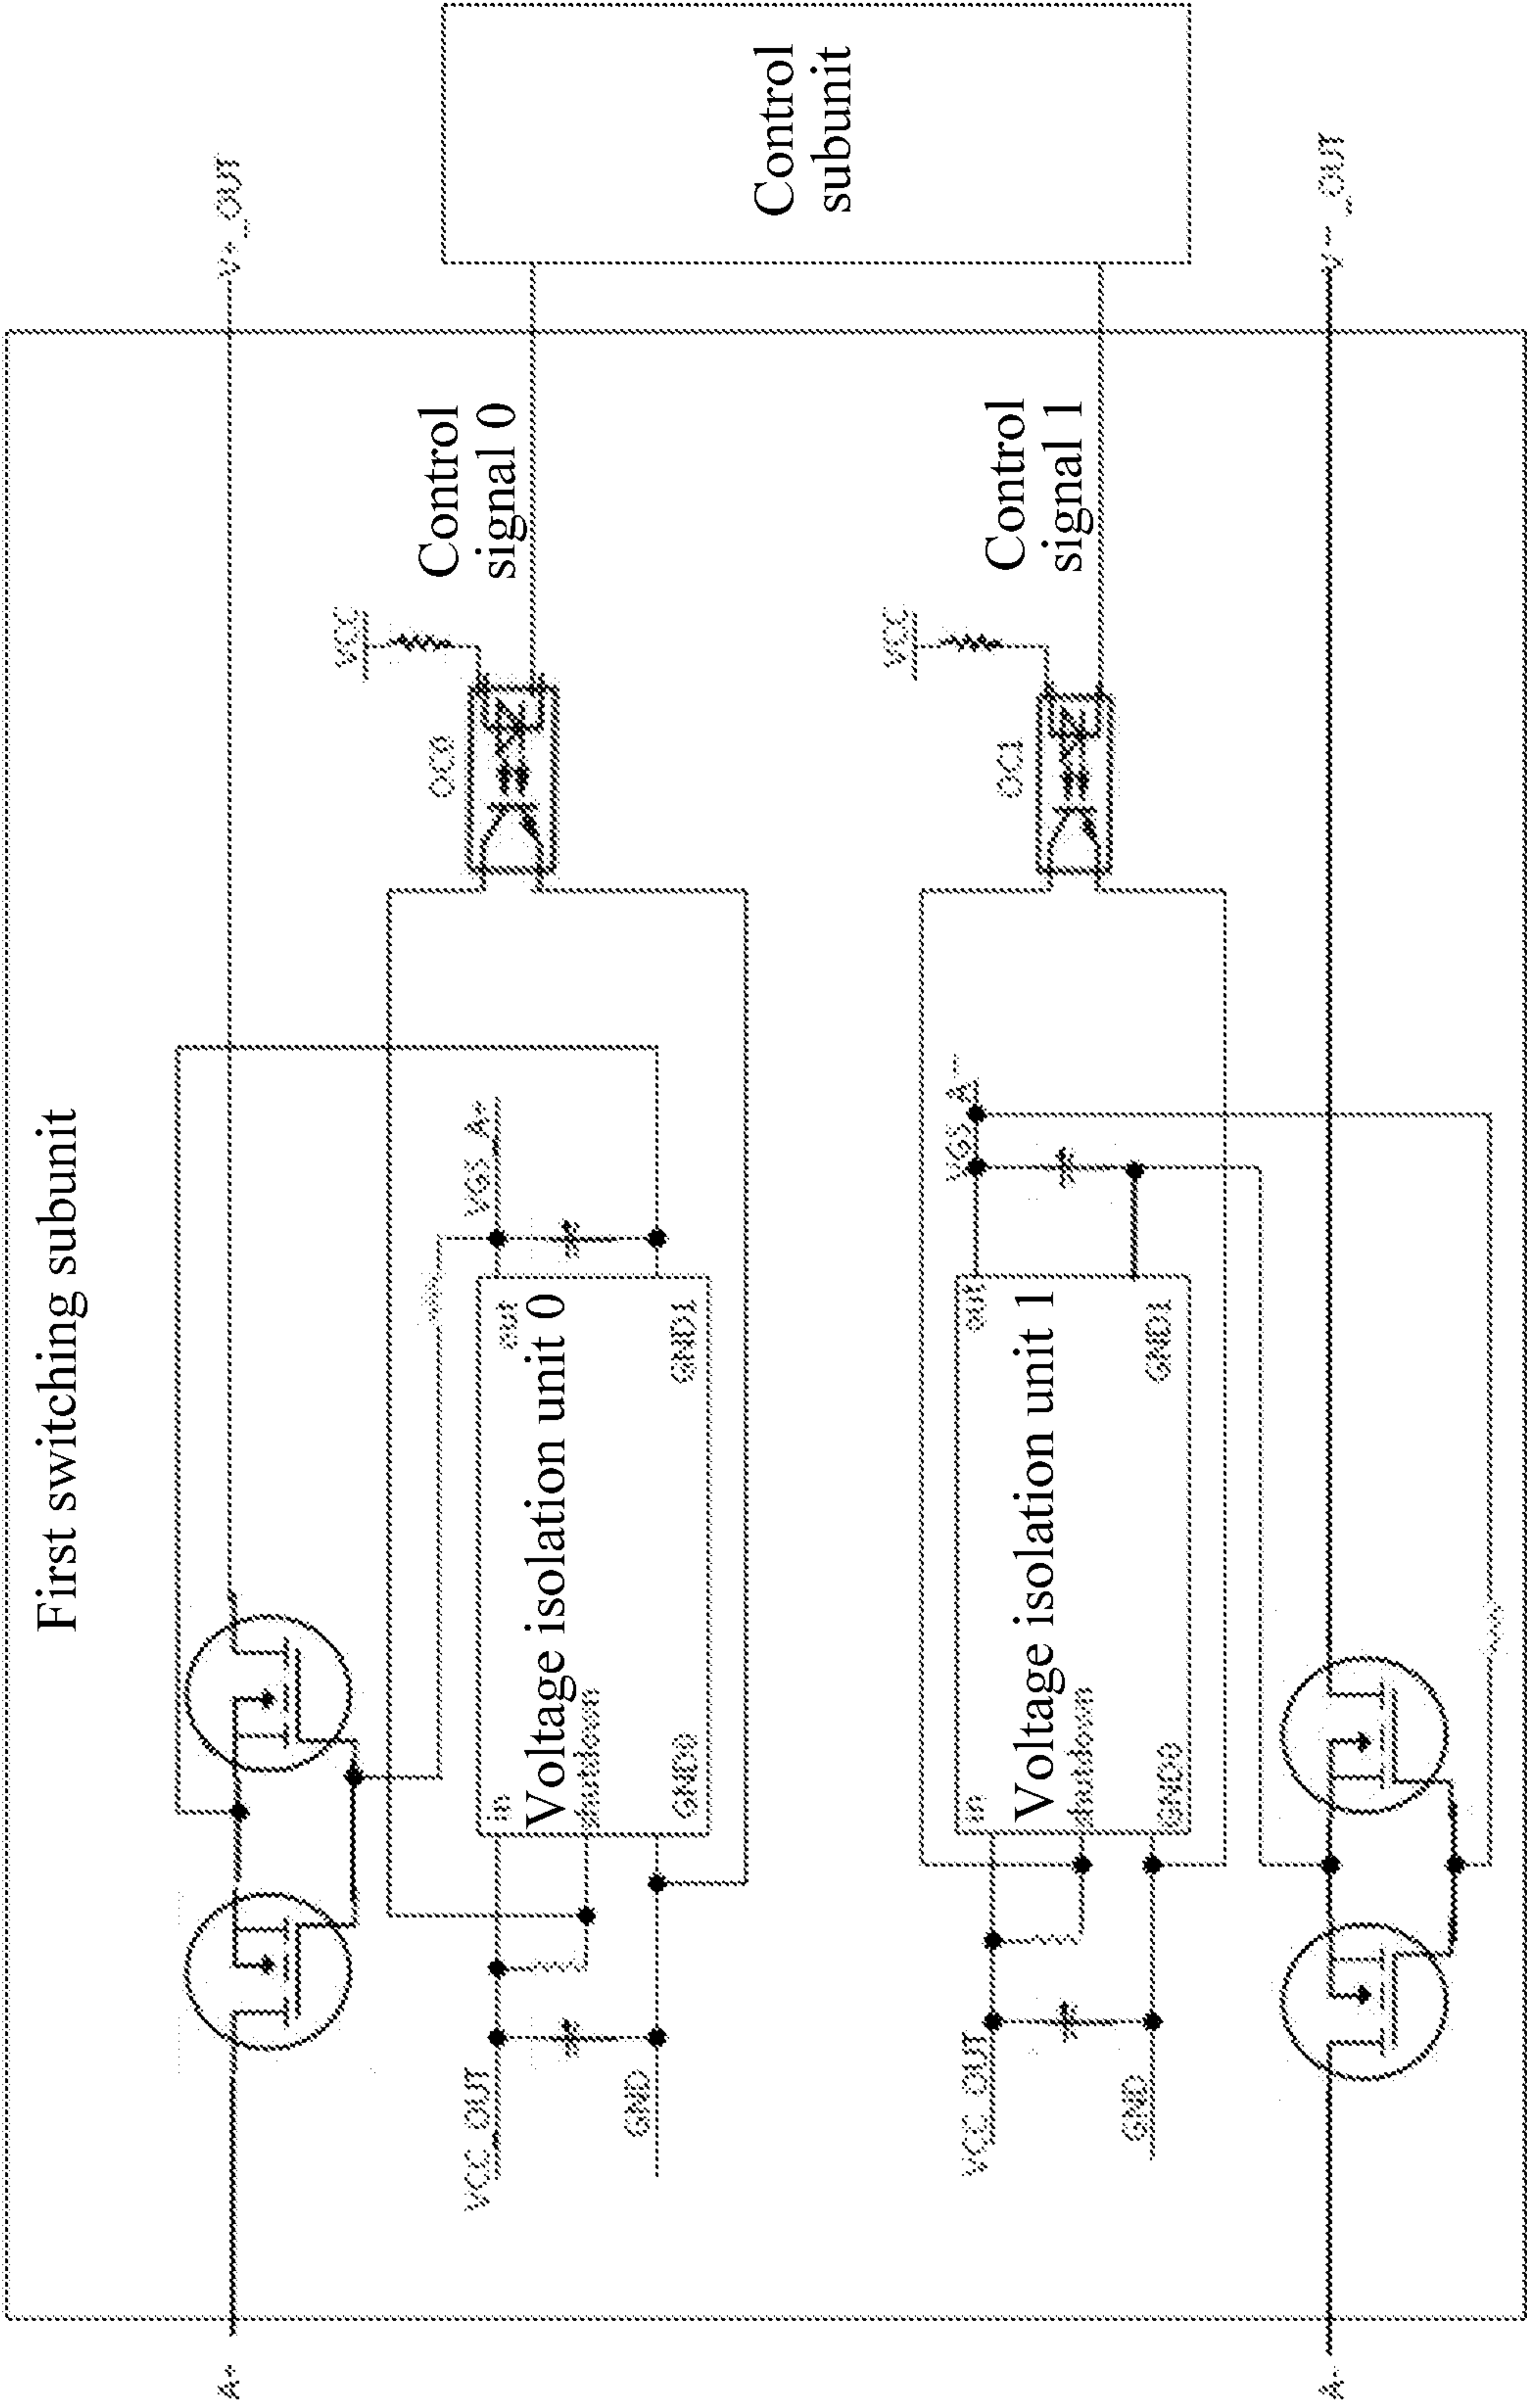 First switching subunit
A+
V+_OUT
VCC
Control
signal 0
OC0
VGS_A+
VCC_OUT
in
out
Voltage isolation unit 0
shutdown
GND
GND0
GND1
Control
subunit
VCC
Control
signal 1
OC1
VGS_A-
VCC_OUT
in
out
Voltage isolation unit 1
shutdown
GND
GND0
GND1
A-
V-_OUT